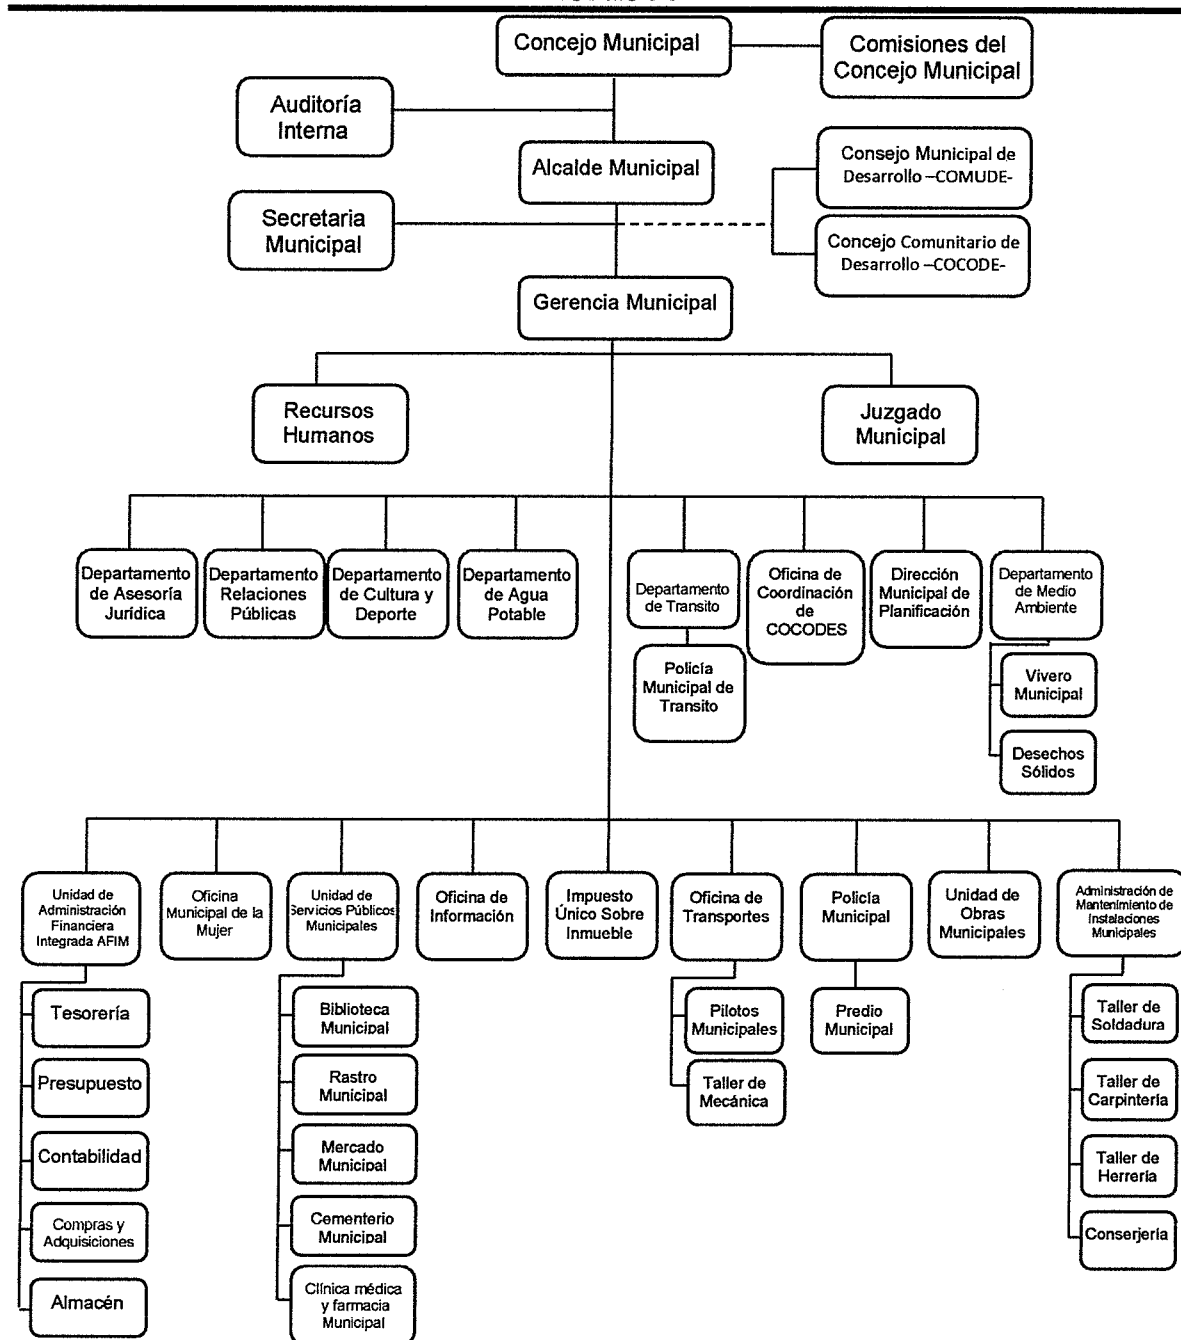 Concejo Municipal
Comisiones del
Concejo Municipal
Auditoría
Interna
Alcalde Municipal
Consejo Municipal de
Desarrollo –COMUDE-
Secretaria
Municipal
Concejo Comunitario de
Desarrollo –COCODE-
Gerencia Municipal
Recursos
Humanos
Juzgado
Municipal
Departamento
de Asesoría
Jurídica
Departamento
Relaciones
Públicas
Departamento
de Cultura y
Deporte
Departamento
de Agua
Potable
Departamento
de Transito
Oficina de
Coordinación
de
COCODES
Dirección
Municipal de
Planificación
Departamento
de Medio
Ambiente
Policía
Municipal de
Transito
Vivero
Municipal
Desechos
Sólidos
Unidad de
Administración
Financiera
Integrada AFIM
Oficina
Municipal de la
Mujer
Unidad de
Servicios Públicos
Municipales
Oficina de
Información
Impuesto
Único Sobre
Inmueble
Oficina de
Transportes
Policía
Municipal
Unidad de
Obras
Municipales
Administración de
Mantenimiento de
Instalaciones
Municipales
Tesorería
Presupuesto
Contabilidad
Compras y
Adquisiciones
Almacén
Biblioteca
Municipal
Rastro
Municipal
Mercado
Municipal
Cementerio
Municipal
Clínica médica
y farmacia
Municipal
Pilotos
Municipales
Taller de
Mecánica
Predio
Municipal
Taller de
Soldadura
Taller de
Carpintería
Taller de
Herrería
Conserjería